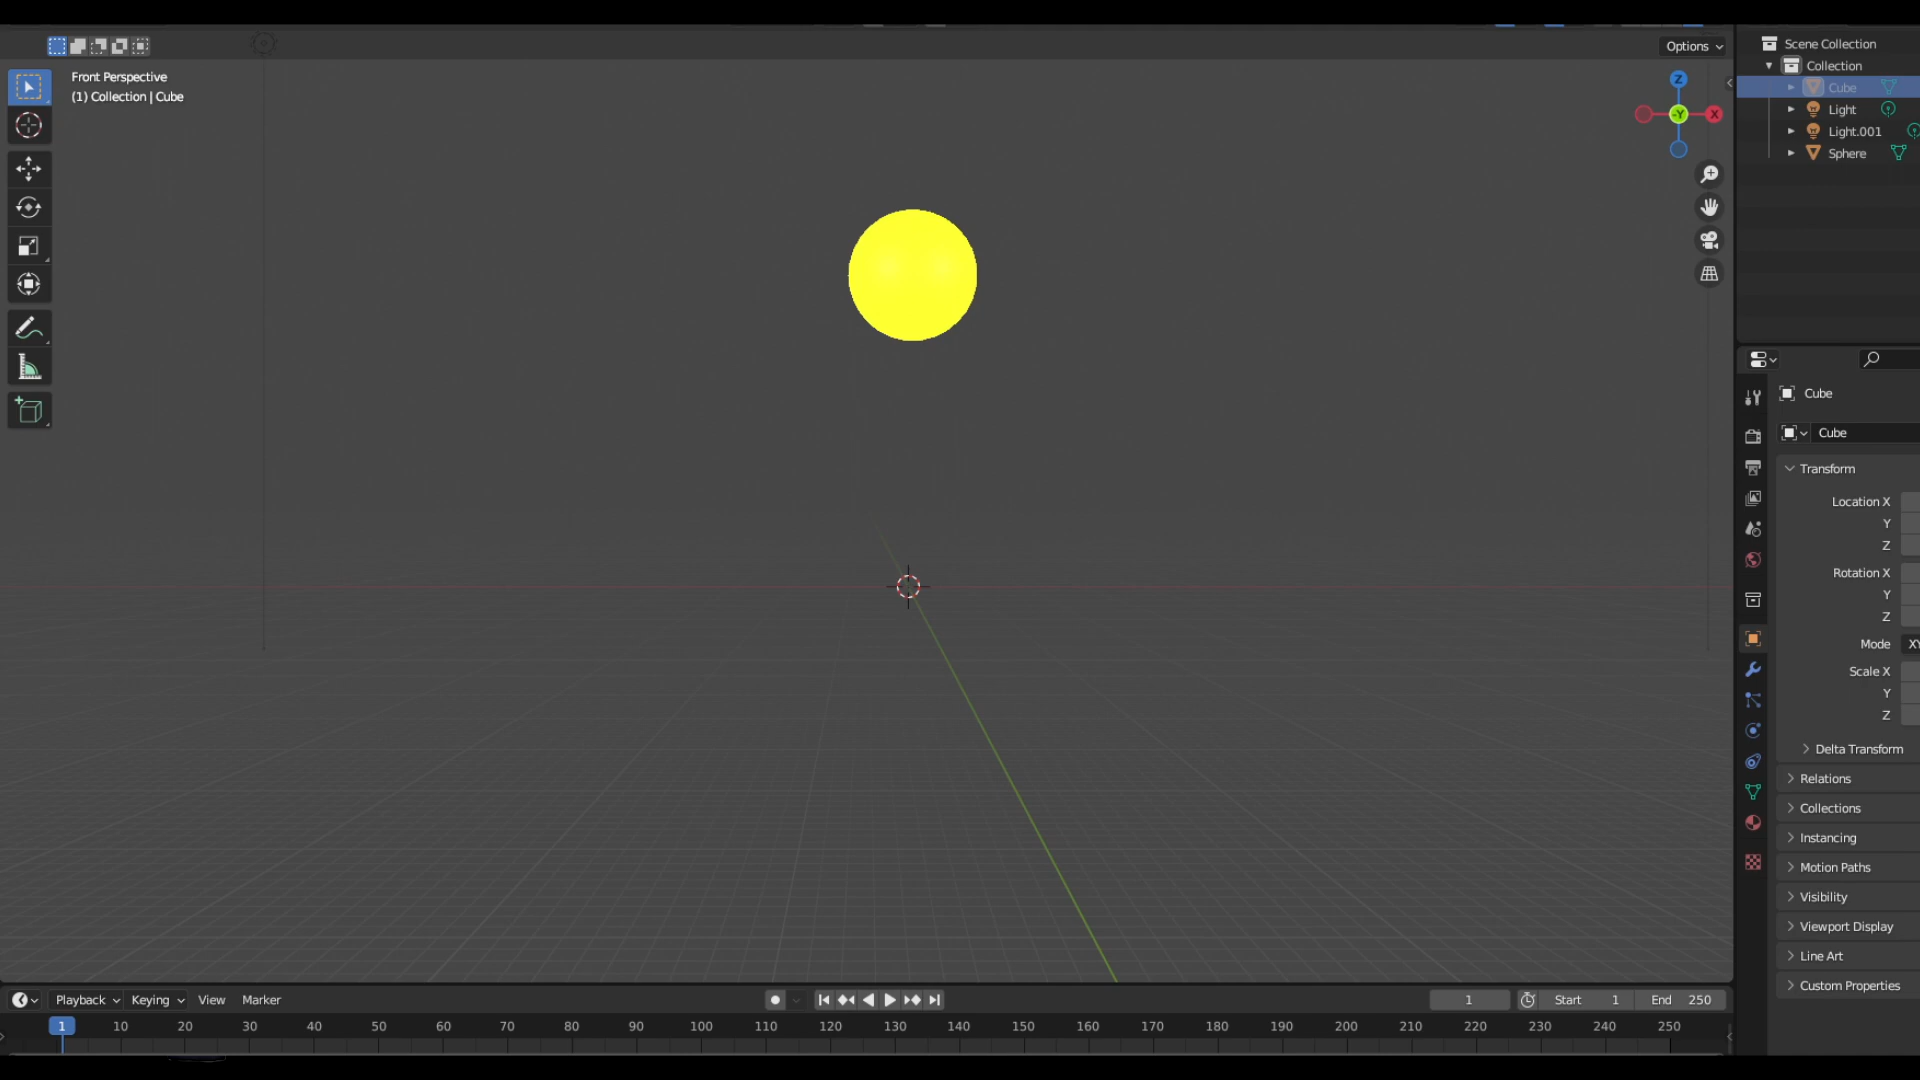 Options
Front Perspective
(1) Collection | Cube
Z
-Y
X
Scene Collection
Collection
Cube
Light
Light.001
Sphere
Cube
Cube
Transform
Location X
Y
Z
Rotation X
Y
Z
Mode XY
Scale X
Y
Z
Delta Transform
Relations
Collections
Instancing
Motion Paths
Visibility
Viewport Display
Line Art
Custom Properties
Playback Keying View Marker 1 Start 1 End 250
1 10 20 30 40 50 60 70 80 90 100 110 120 130 140 150 160 170 180 190 200 210 220 230 240 250